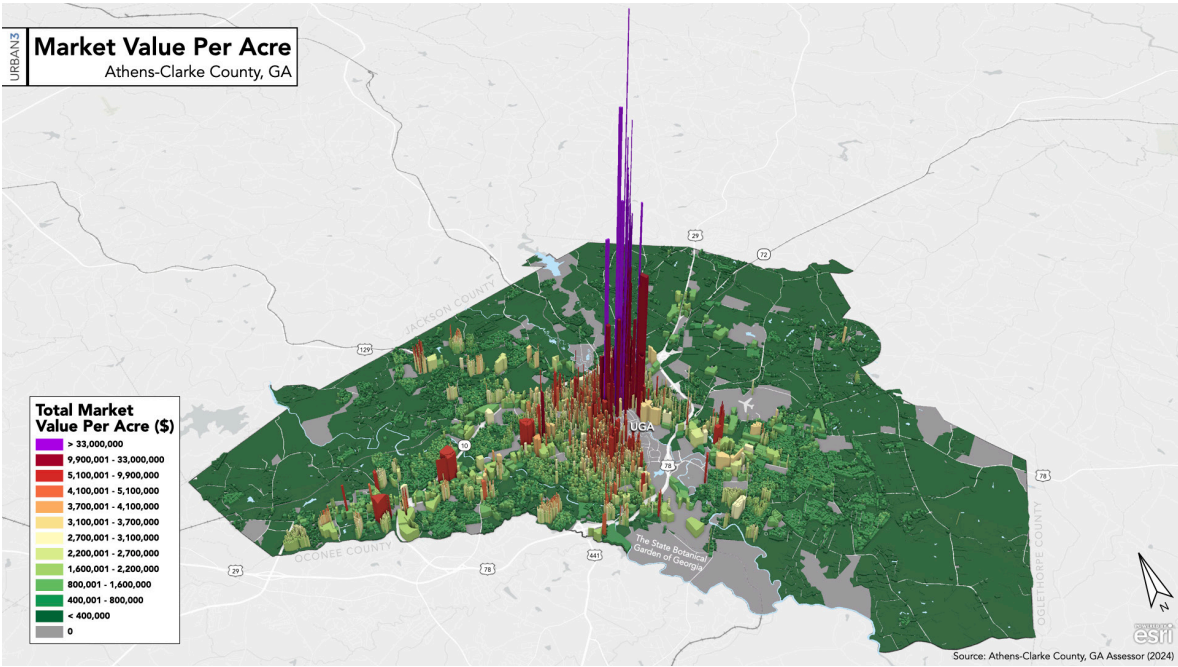 URBAN3
Market Value Per Acre
Athens-Clarke County, GA
29
72
JACKSON COUNTY
129
Total Market
Value Per Acre ($)
> 33,000,000
9,900,001 - 33,000,000
5,100,001 - 9,900,000
4,100,001 - 5,100,000
3,700,001 - 4,100,000
3,100,001 - 3,700,000
2,700,001 - 3,100,000
2,200,001 - 2,700,000
1,600,001 - 2,200,000
800,001 - 1,600,000
400,001 - 800,000
< 400,000
0
UGA
10
78
78
OCONEE COUNTY
The State Botanical
Garden of Georgia
441
29
78
OGLETHORPE COUNTY
N
POWERED BY
esri
Source: Athens-Clarke County, GA Assessor (2024)